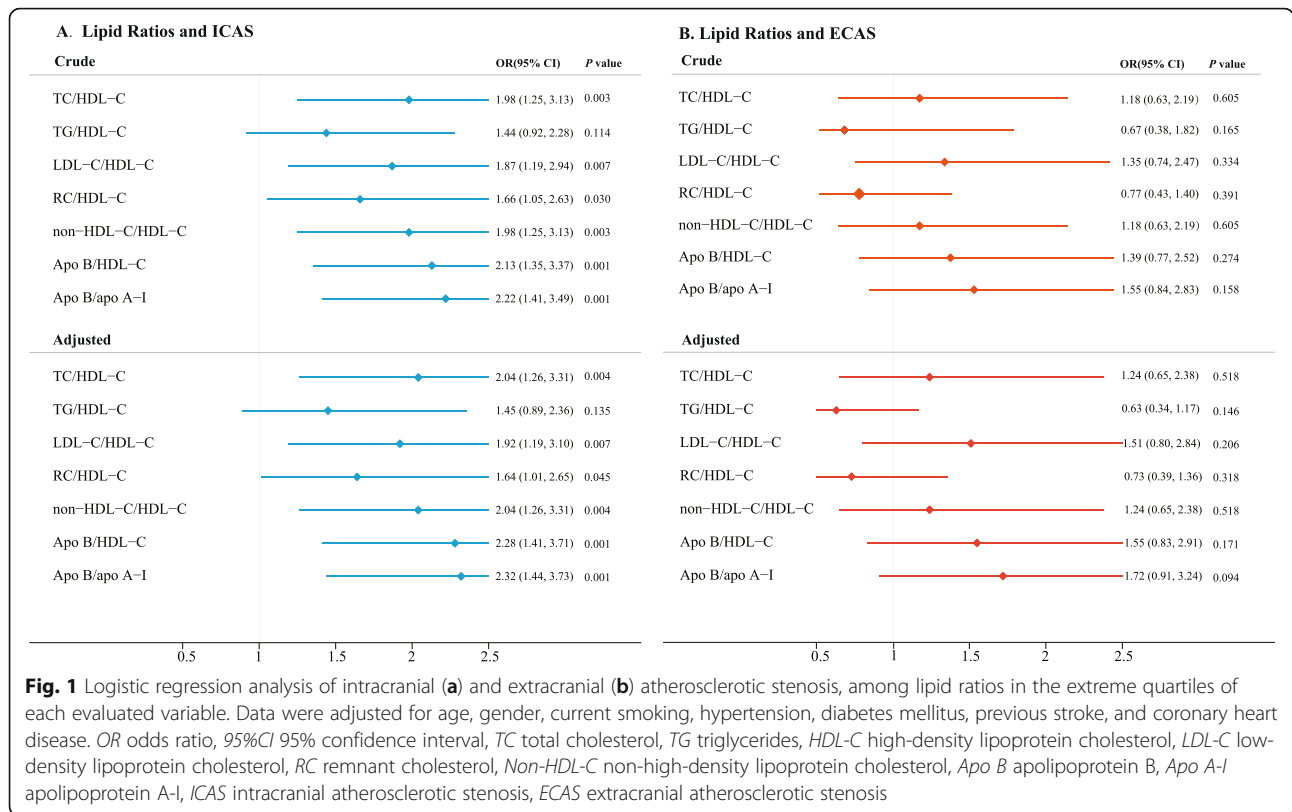 A. Lipid Ratios and ICAS
Crude OR(95% CI) P value
TC/HDL−C 1.98 (1.25, 3.13) 0.003
TG/HDL−C 1.44 (0.92, 2.28) 0.114
LDL−C/HDL−C 1.87 (1.19, 2.94) 0.007
RC/HDL−C 1.66 (1.05, 2.63) 0.030
non−HDL−C/HDL−C 1.98 (1.25, 3.13) 0.003
Apo B/HDL−C 2.13 (1.35, 3.37) 0.001
Apo B/apo A−I 2.22 (1.41, 3.49) 0.001
Adjusted
TC/HDL−C 2.04 (1.26, 3.31) 0.004
TG/HDL−C 1.45 (0.89, 2.36) 0.135
LDL−C/HDL−C 1.92 (1.19, 3.10) 0.007
RC/HDL−C 1.64 (1.01, 2.65) 0.045
non−HDL−C/HDL−C 2.04 (1.26, 3.31) 0.004
Apo B/HDL−C 2.28 (1.41, 3.71) 0.001
Apo B/apo A−I 2.32 (1.44, 3.73) 0.001
0.5 1 1.5 2 2.5
B. Lipid Ratios and ECAS
Crude OR(95% CI) P value
TC/HDL−C 1.18 (0.63, 2.19) 0.605
TG/HDL−C 0.67 (0.38, 1.82) 0.165
LDL−C/HDL−C 1.35 (0.74, 2.47) 0.334
RC/HDL−C 0.77 (0.43, 1.40) 0.391
non−HDL−C/HDL−C 1.18 (0.63, 2.19) 0.605
Apo B/HDL−C 1.39 (0.77, 2.52) 0.274
Apo B/apo A−I 1.55 (0.84, 2.83) 0.158
Adjusted
TC/HDL−C 1.24 (0.65, 2.38) 0.518
TG/HDL−C 0.63 (0.34, 1.17) 0.146
LDL−C/HDL−C 1.51 (0.80, 2.84) 0.206
RC/HDL−C 0.73 (0.39, 1.36) 0.318
non−HDL−C/HDL−C 1.24 (0.65, 2.38) 0.518
Apo B/HDL−C 1.55 (0.83, 2.91) 0.171
Apo B/apo A−I 1.72 (0.91, 3.24) 0.094
0.5 1 1.5 2 2.5
Fig. 1 Logistic regression analysis of intracranial (a) and extracranial (b) atherosclerotic stenosis, among lipid ratios in the extreme quartiles of
each evaluated variable. Data were adjusted for age, gender, current smoking, hypertension, diabetes mellitus, previous stroke, and coronary heart
disease. OR odds ratio, 95%CI 95% confidence interval, TC total cholesterol, TG triglycerides, HDL-C high-density lipoprotein cholesterol, LDL-C low-
density lipoprotein cholesterol, RC remnant cholesterol, Non-HDL-C non-high-density lipoprotein cholesterol, Apo B apolipoprotein B, Apo A-I
apolipoprotein A-I, ICAS intracranial atherosclerotic stenosis, ECAS extracranial atherosclerotic stenosis